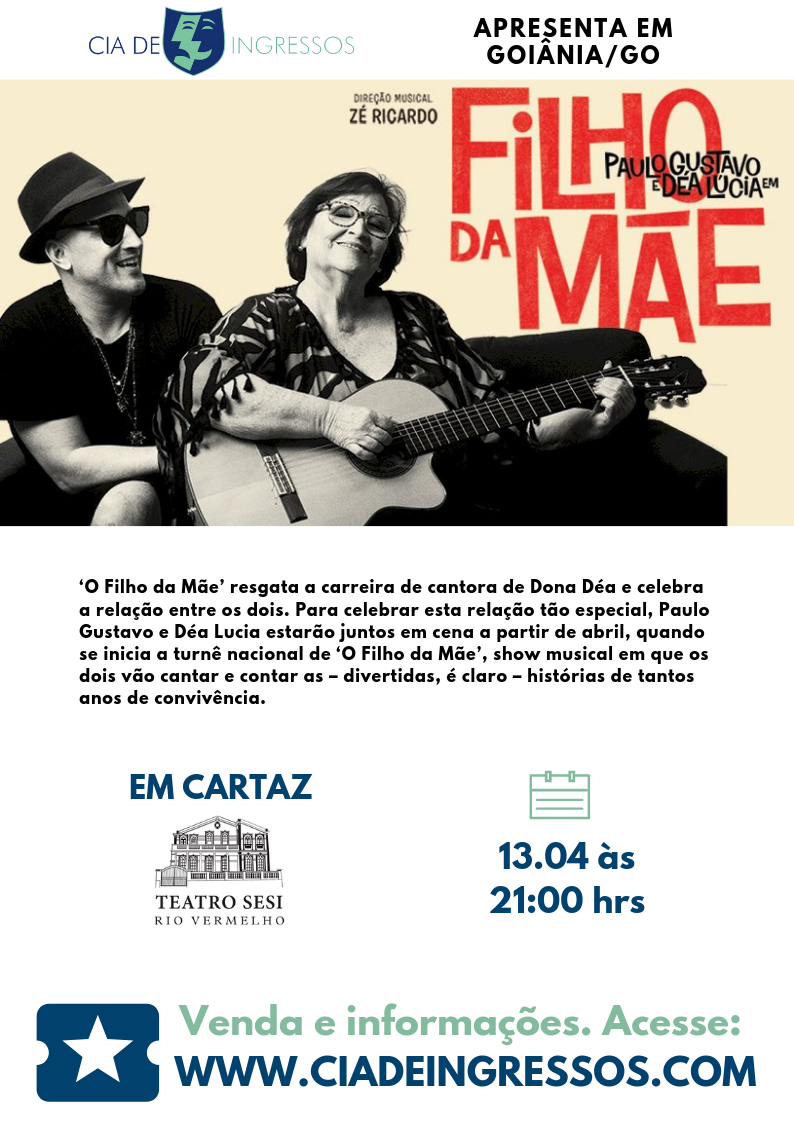 CIA DE INGRESSOS
APRESENTA EM
GOIÂNIA/GO
DIREÇÃO MUSICAL
ZÉ RICARDO
FILHO
PAULO GUSTAVO
E DÉA LÚCIA EM
DA MÃE
‘O Filho da Mãe’ resgata a carreira de cantora de Dona Déa e celebra
a relação entre os dois. Para celebrar esta relação tão especial, Paulo
Gustavo e Déa Lucia estarão juntos em cena a partir de abril, quando
se inicia a turnê nacional de ‘O Filho da Mãe’, show musical em que os
dois vão cantar e contar as – divertidas, é claro – histórias de tantos
anos de convivência.
EM CARTAZ
TEATRO SESI
RIO VERMELHO
13.04 às
21:00 hrs
Venda e informações. Acesse:
WWW.CIADEINGRESSOS.COM